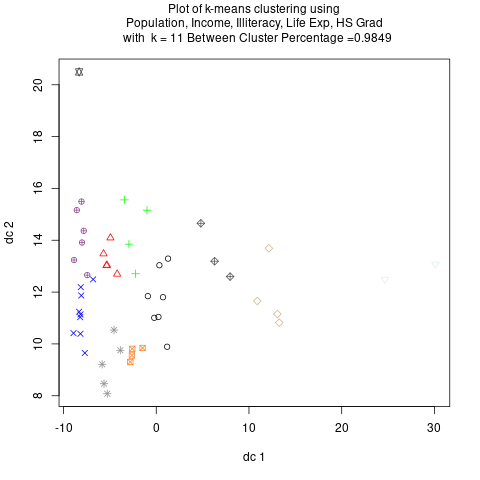 Plot of k-means clustering using
Population, Income, Illiteracy, Life Exp, HS Grad
with k = 11 Between Cluster Percentage =0.9849
dc 2
20
18
16
14
12
10
8
-10
0
10
20
30
dc 1